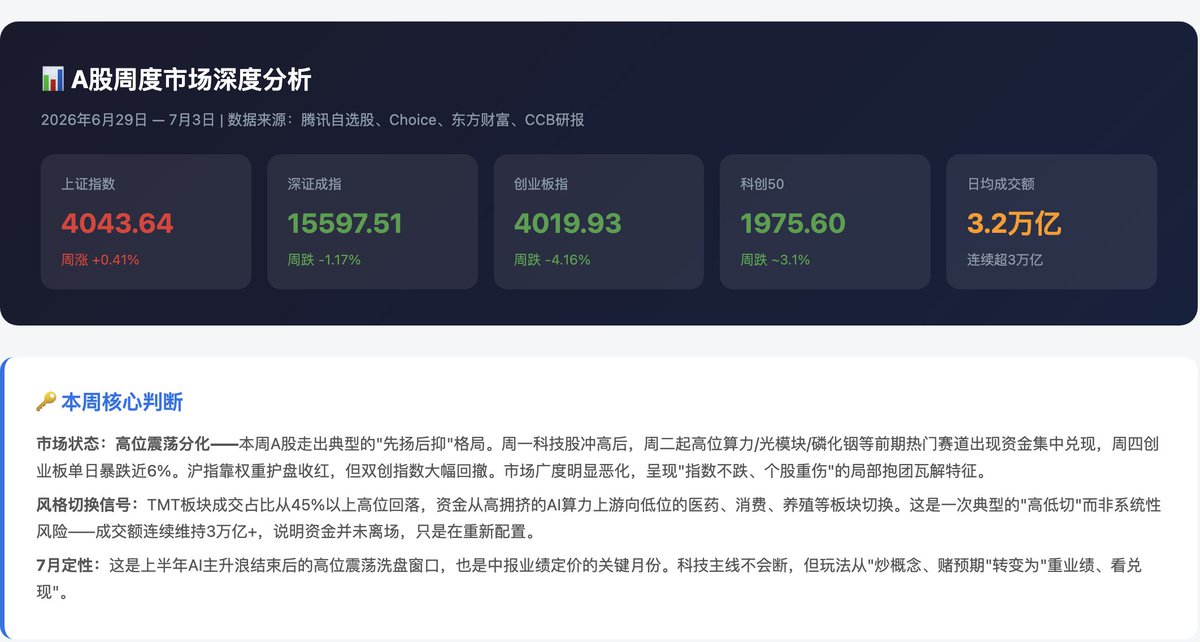 📊 A股周度市场深度分析
2026年6月29日 — 7月3日 | 数据来源：腾讯自选股、Choice、东方财富、CCB研报
上证指数
4043.64
周涨 +0.41%
深证成指
15597.51
周跌 -1.17%
创业板指
4019.93
周跌 -4.16%
科创50
1975.60
周跌 ~3.1%
日均成交额
3.2万亿
连续超3万亿
🔑 本周核心判断
市场状态：高位震荡分化——本周A股走出典型的"先扬后抑"格局。周一科技股冲高后，周二起高位算力/光模块/磷化铟等前期热门赛道出现资金集中兑现，周四创
业板单日暴跌近6%。沪指靠权重护盘收红，但双创指数大幅回撤。市场广度明显恶化，呈现"指数不跌、个股重伤"的局部抱团瓦解特征。
风格切换信号：TMT板块成交占比从45%以上高位回落，资金从高拥挤的AI算力上游向低位的医药、消费、养殖等板块切换。这是一次典型的"高低切"而非系统性
风险——成交额连续维持3万亿+，说明资金并未离场，只是在重新配置。
7月定性：这是上半年AI主升浪结束后的高位震荡洗盘窗口，也是中报业绩定价的关键月份。科技主线不会断，但玩法从"炒概念、赌预期"转变为"重业绩、看兑
现"。